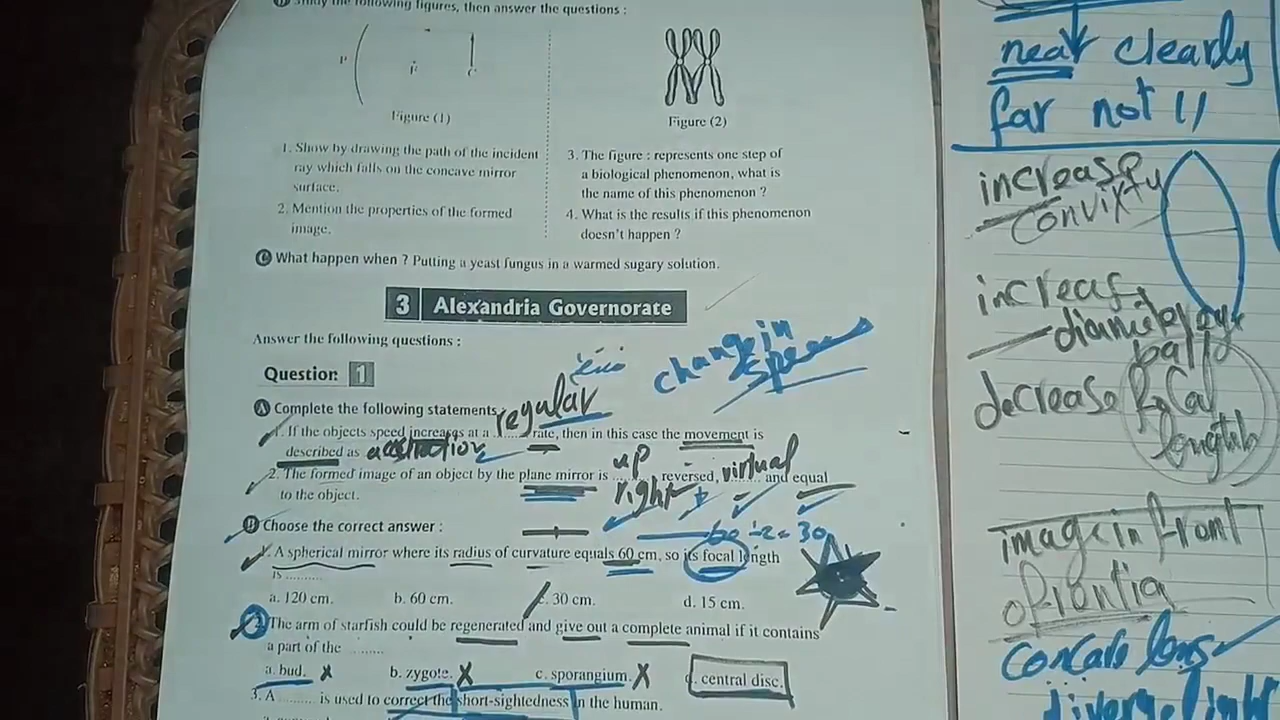 Study the following figures, then answer the questions :
P
F
C
Figure (1)
Figure (2)
1. Show by drawing the path of the incident
ray which falls on the concave mirror
surface.
2. Mention the properties of the formed
image.
3. The figure : represents one step of
a biological phenomenon, what is
the name of this phenomenon ?
4. What is the results if this phenomenon
doesn't happen ?
C What happen when ? Putting a yeast fungus in a warmed sugary solution.
3 Alexandria Governorate
Answer the following questions :
change in
Question 1
A Complete the following statements
regular
1. If the objects speed increases at a ........ rate, then in this case the movement is
described as
up
virtual
2. The formed image of an object by the plane mirror is ........ reversed, ........ and equal
right
to the object.
B Choose the correct answer :
60 ÷ 2 = 30
1. A spherical mirror where its radius of curvature equals 60 cm, so its focal length
is ..........
a. 120 cm. b. 60 cm. c. 30 cm. d. 15 cm.
2. The arm of starfish could be regenerated and give out a complete animal if it contains
a part of the ........
a. bud. x b. zygote. x c. sporangium. x d. central disc.
3. A ......... is used to correct the short-sightedness in the human.
near clearly
far not
increase
convixty
increas
diameter eye
ball
decrease focal
length
image in front
of
concave lens
diverge light